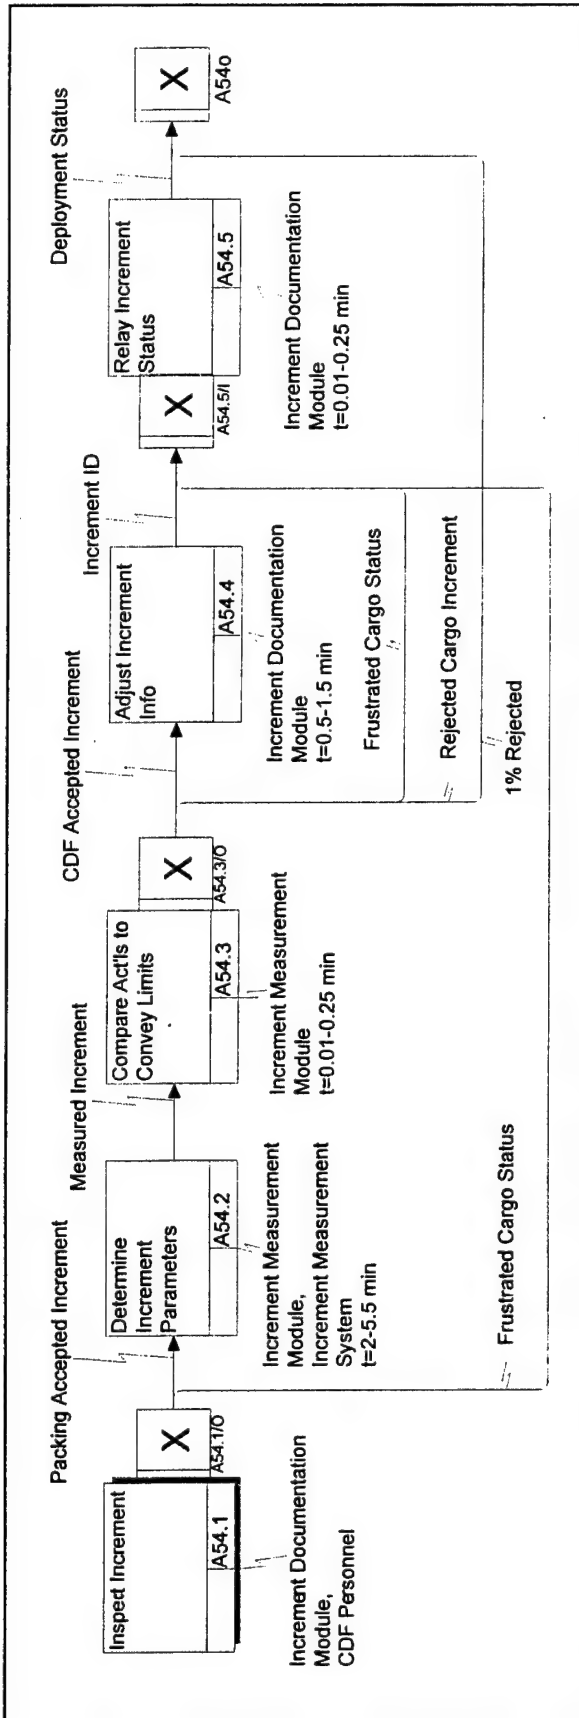 Packing Accepted Increment
Measured Increment
CDF Accepted Increment
Increment ID
Deployment Status
Inspect Increment
A54.1
X
A54.1/O
Determine
Increment
Parameters
A54.2
Compare Act'ls to
Convey Limits
A54.3
X
A54.3/O
Adjust Increment
Info
A54.4
X
A54.5/I
Relay Increment
Status
A54.5
X
A54o
Increment Documentation
Module,
CDF Personnel
Increment Measurement
Module,
Increment Measurement
System
t=2-5.5 min
Increment Measurement
Module
t=0.01-0.25 min
Increment Documentation
Module
t=0.5-1.5 min
Increment Documentation
Module
t=0.01-0.25 min
Frustrated Cargo Status
Rejected Cargo Increment
1% Rejected
Frustrated Cargo Status